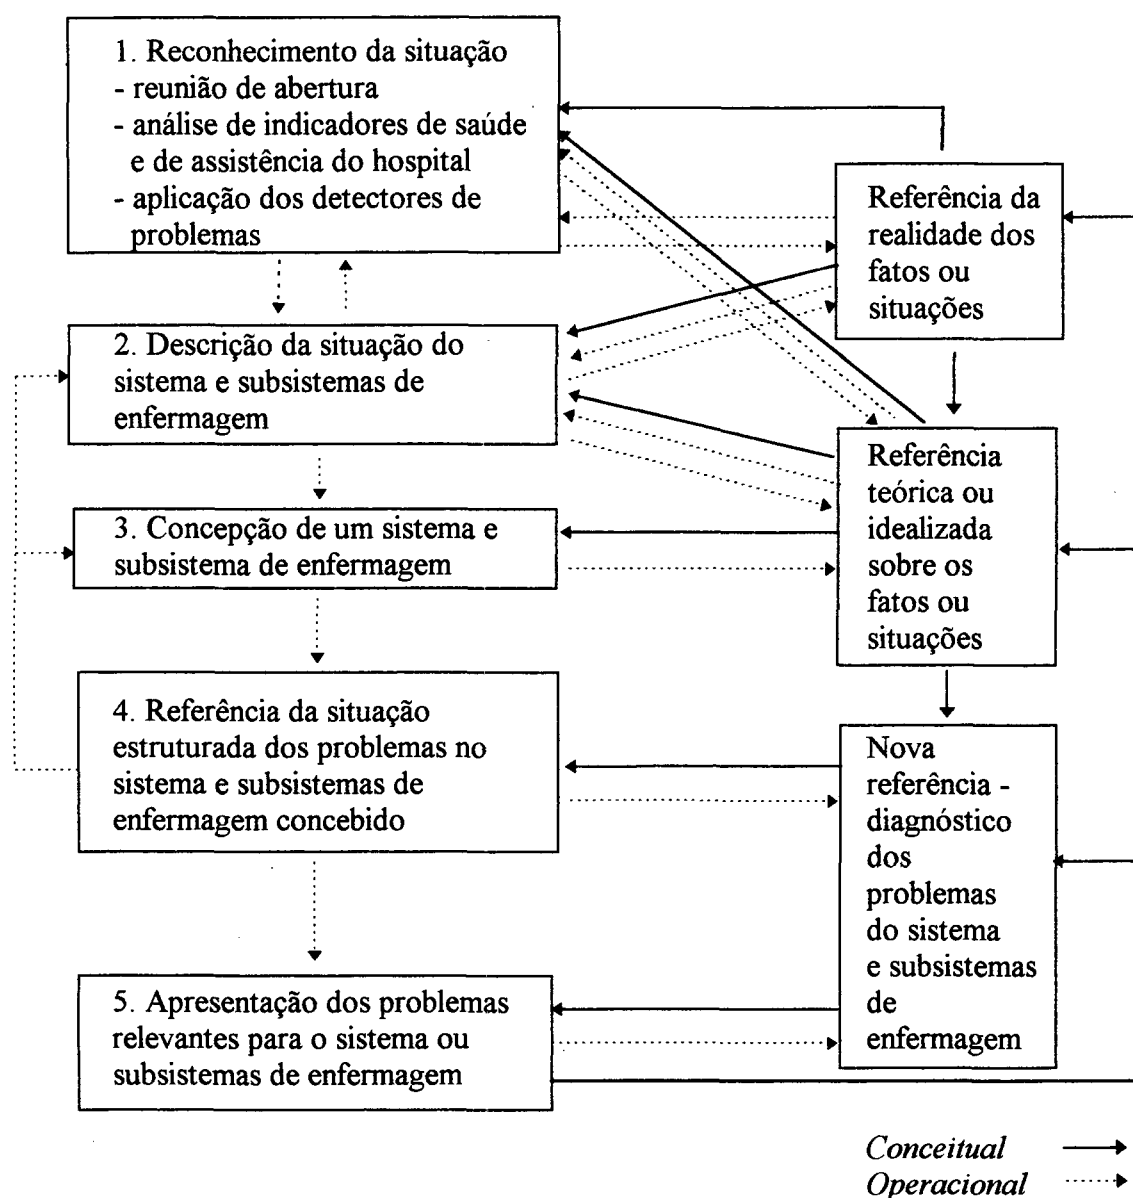 1. Reconhecimento da situação
- reunião de abertura
- análise de indicadores de saúde
e de assistência do hospital
- aplicação dos detectores de
problemas
2. Descrição da situação do
sistema e subsistemas de
enfermagem
3. Concepção de um sistema e
subsistema de enfermagem
4. Referência da situação
estruturada dos problemas no
sistema e subsistemas de
enfermagem concebido
5. Apresentação dos problemas
relevantes para o sistema ou
subsistemas de enfermagem
Referência da
realidade dos
fatos ou
situações
Referência
teórica ou
idealizada
sobre os
fatos ou
situações
Nova
referência -
diagnóstico
dos
problemas
do sistema
e subsistemas
de
enfermagem
Conceitual
Operacional